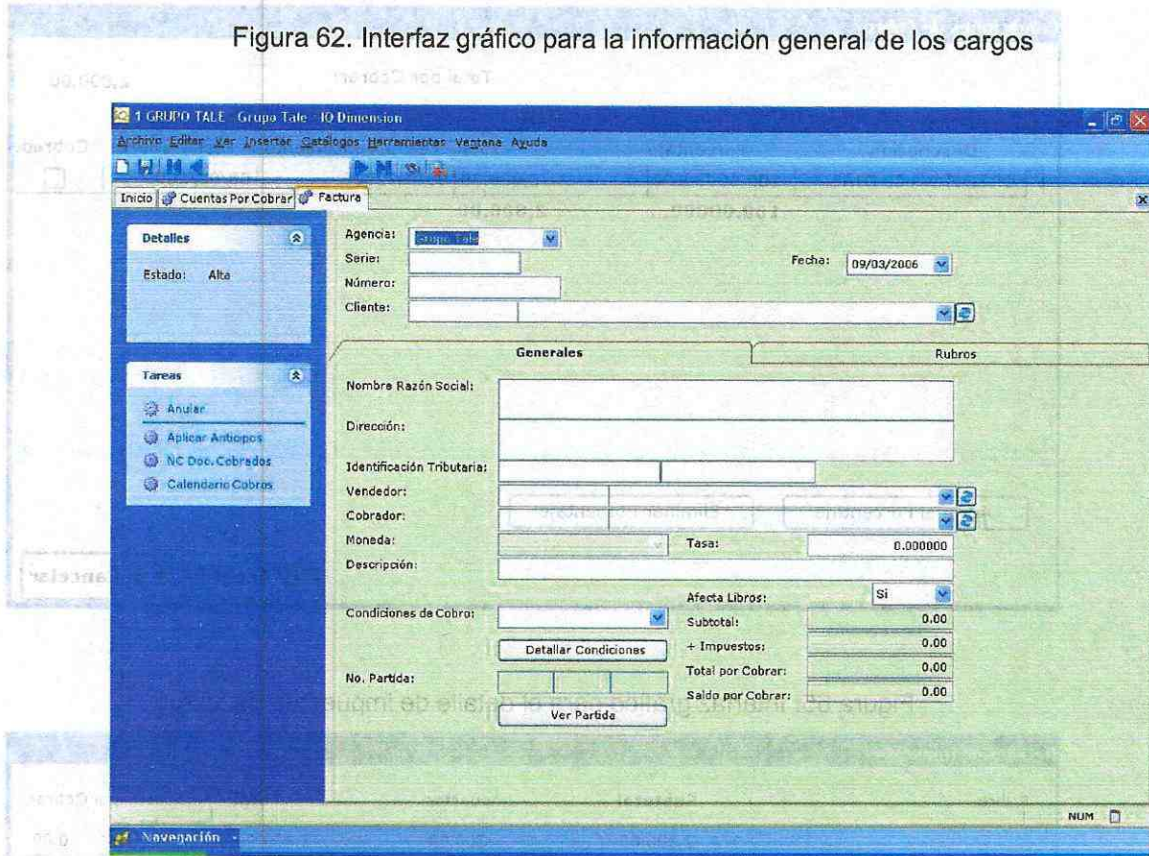 Figura 62. Interfaz gráfico para la información general de los cargos
1 GRUPO TALE Grupo Tale IO Dimension
Archivo Editar Ver Insertar Catálogos Herramientas Ventana Ayuda
Inicio Cuentas Por Cobrar Factura
Detalles
Estado: Alta
Tareas
Anular
Aplicar Antiopos
NC Doc. Cobrados
Calendario Cobros
Agencia: Grupo Tale
Serie:
Fecha: 09/03/2006
Número:
Cliente:
Generales Rubros
Nombre Razón Social:
Dirección:
Identificación Tributaria:
Vendedor:
Cobrador:
Moneda: Tasa: 0.000000
Descripción:
Afecta Libros: Si
Condiciones de Cobro:
Subtotal: 0.00
Detallar Condiciones
+ Impuestos: 0.00
Total por Cobrar: 0.00
No. Partida:
Saldo por Cobrar: 0.00
Ver Partida
NUM
Navegación